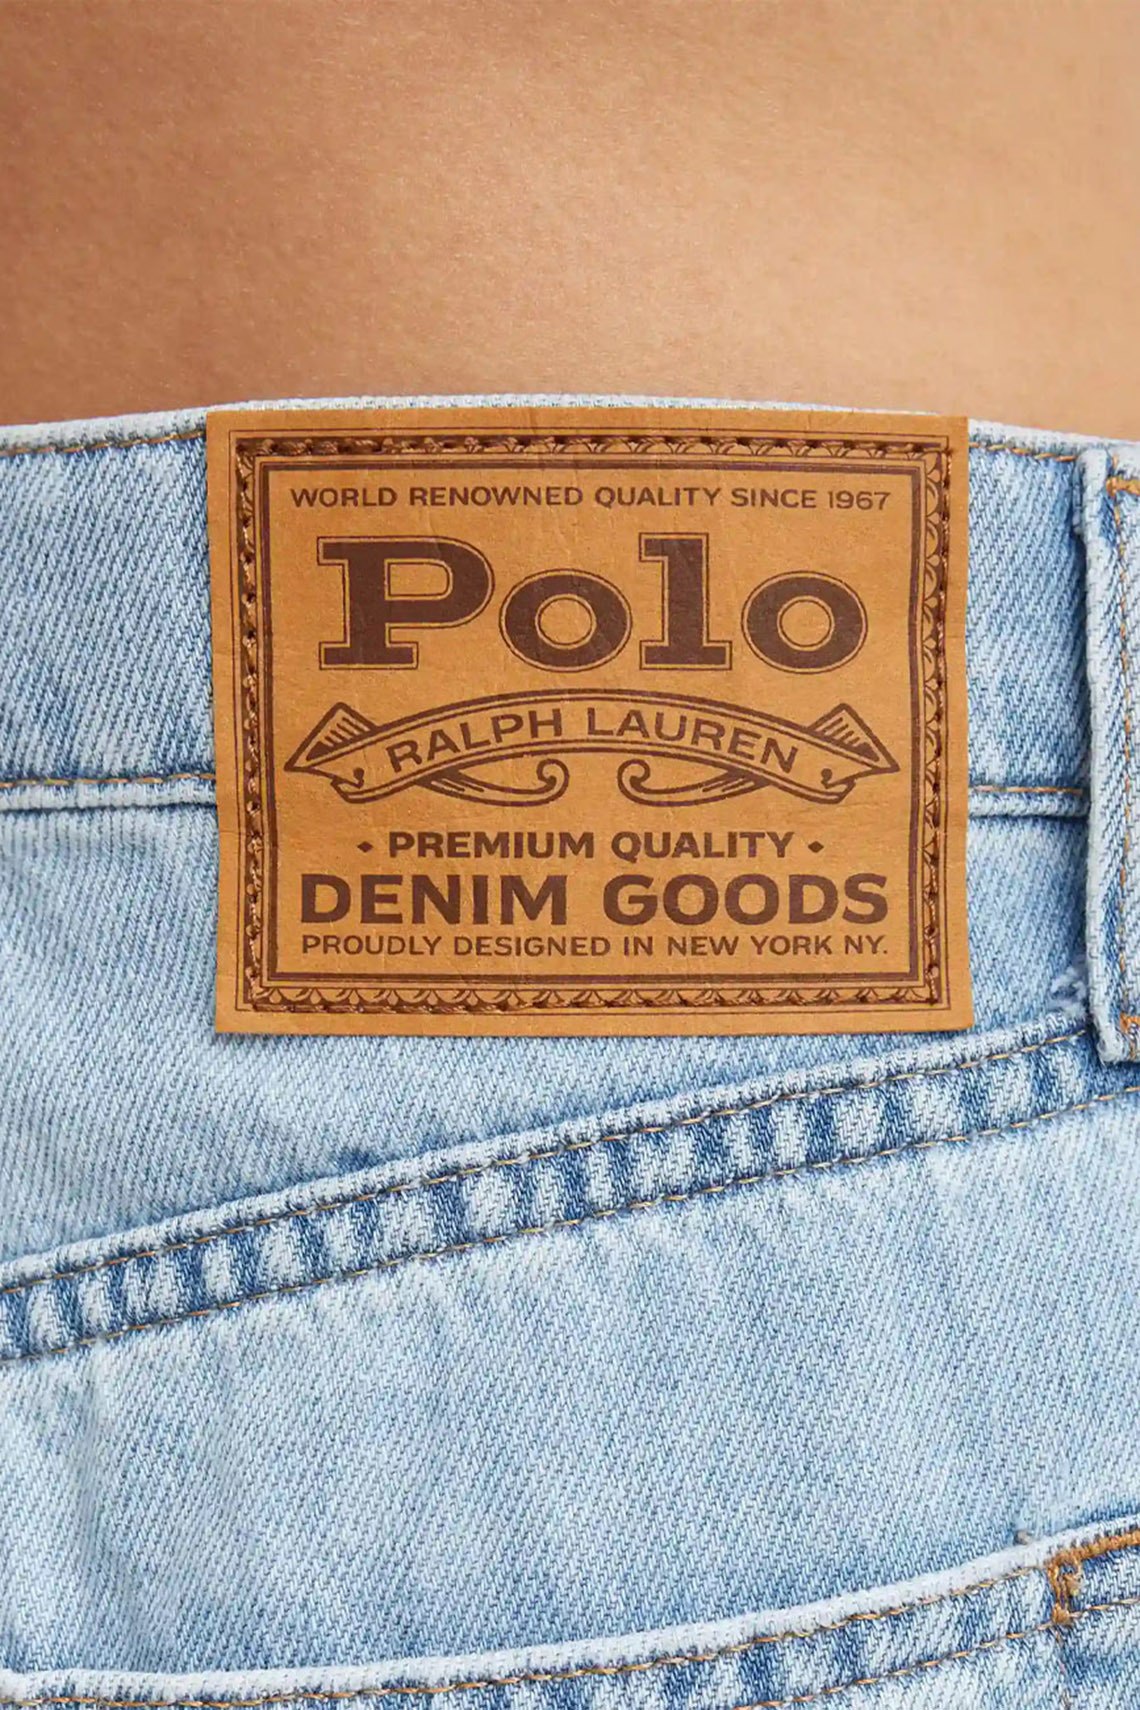 WORLD RENOWNED QUALITY SINCE 1967
Polo
RALPH LAUREN
• PREMIUM QUALITY •
DENIM GOODS
PROUDLY DESIGNED IN NEW YORK NY.